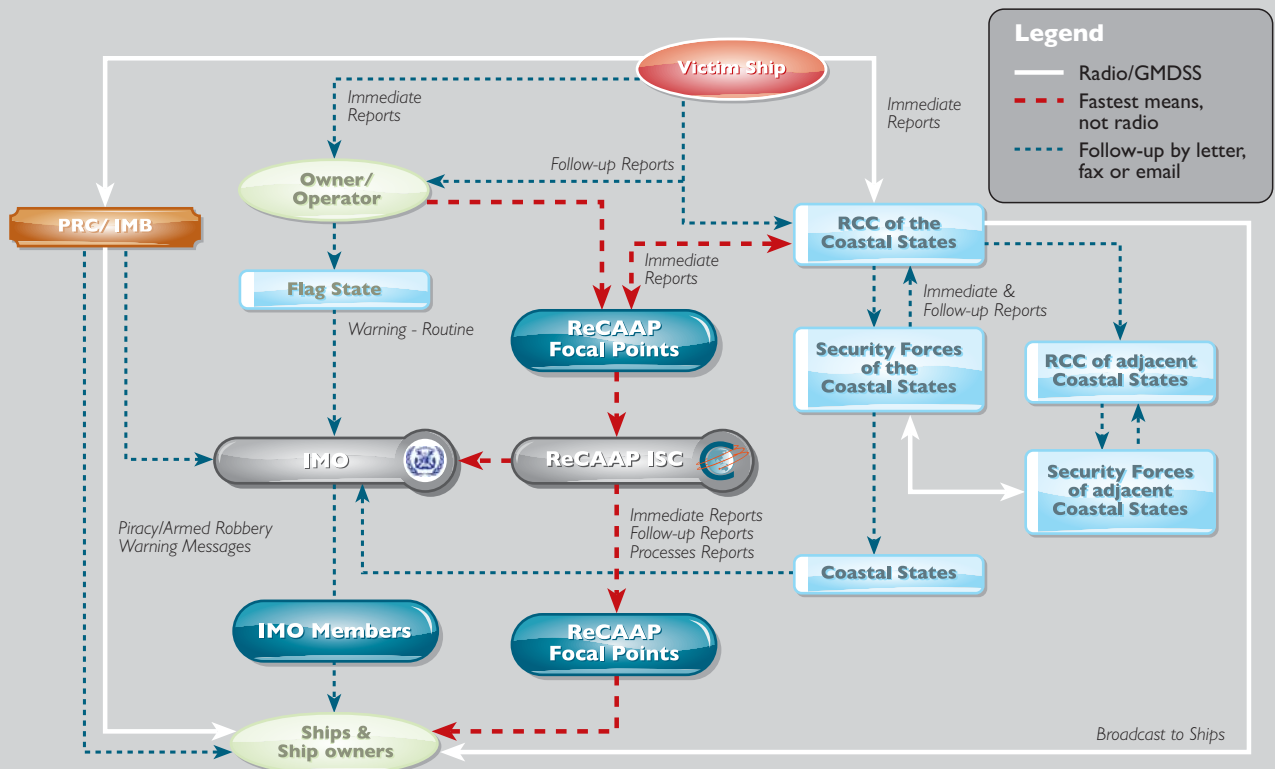 Legend
Radio/GMDSS
Fastest means,
not radio
Follow-up by letter,
fax or email
Victim Ship
Immediate
Reports
Immediate
Reports
Follow-up Reports
Owner/
Operator
PRC/IMB
RCC of the
Coastal States
Immediate
Reports
Flag State
Immediate &
Follow-up Reports
Warning - Routine
ReCAAP
Focal Points
Security Forces
of the
Coastal States
RCC of adjacent
Coastal States
IMO
ReCAAP ISC
Security Forces
of adjacent
Coastal States
Piracy/Armed Robbery
Warning Messages
Immediate Reports
Follow-up Reports
Processes Reports
Coastal States
IMO Members
ReCAAP
Focal Points
Ships &
Ship owners
Broadcast to Ships